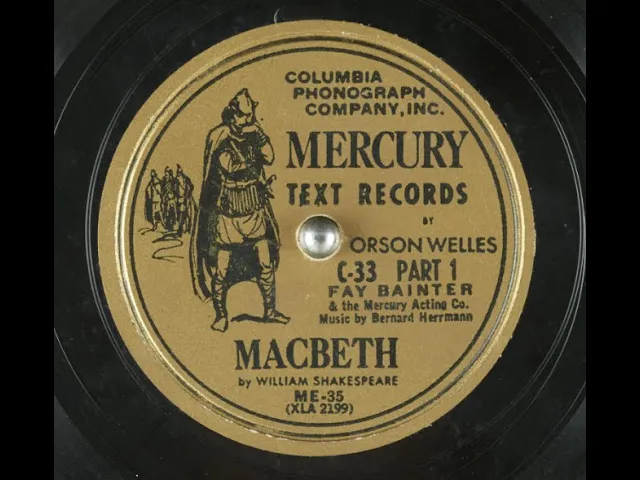 COLUMBIA
PHONOGRAPH
COMPANY, INC.
MERCURY
TEXT RECORDS
BY
ORSON WELLES
C-33 PART 1
FAY BAINTER
& the Mercury Acting Co.
Music by Bernard Herrmann
MACBETH
by WILLIAM SHAKESPEARE
ME-35
(XLA 2199)